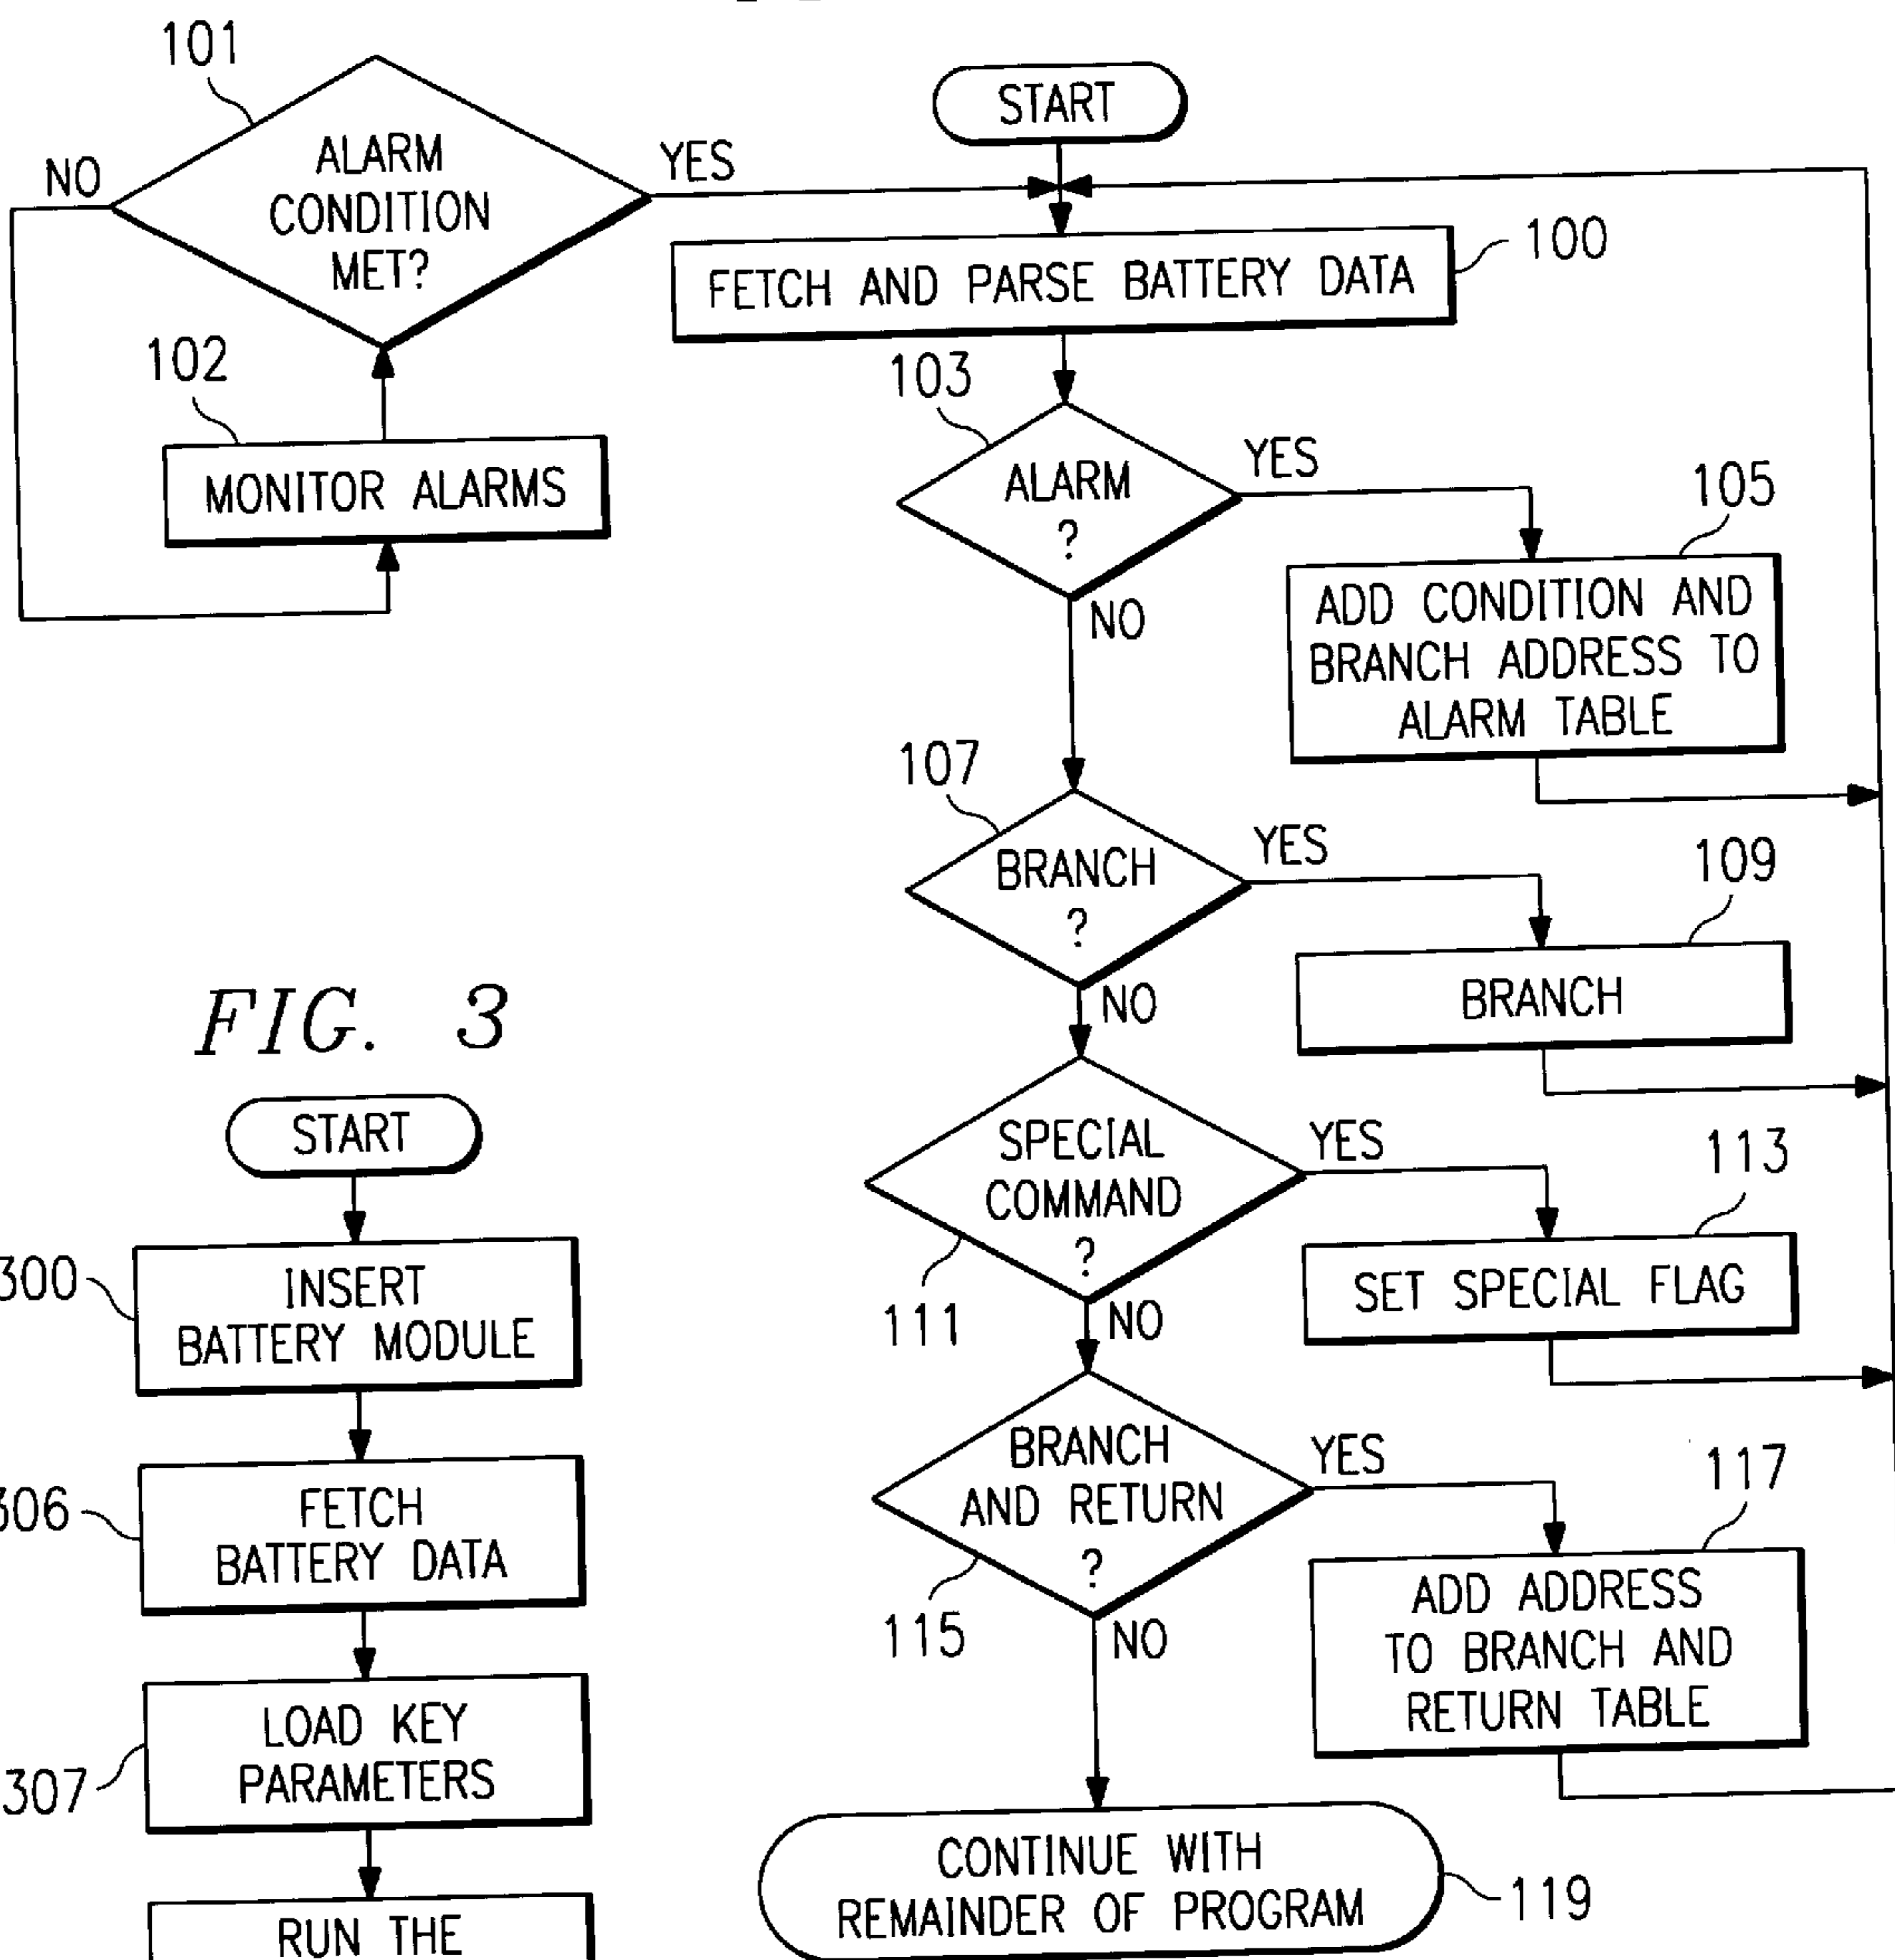 101
ALARM
CONDITION
MET?
NO
YES
102
MONITOR ALARMS
START
FETCH AND PARSE BATTERY DATA
100
103
ALARM
?
YES
NO
105
ADD CONDITION AND
BRANCH ADDRESS TO
ALARM TABLE
107
BRANCH
?
YES
NO
109
BRANCH
SPECIAL
COMMAND
?
YES
111
NO
113
SET SPECIAL FLAG
BRANCH
AND RETURN
?
YES
115
NO
117
ADD ADDRESS
TO BRANCH AND
RETURN TABLE
CONTINUE WITH
REMAINDER OF PROGRAM
119
FIG. 3
START
300
INSERT
BATTERY MODULE
306
FETCH
BATTERY DATA
307
LOAD KEY
PARAMETERS
RUN THE